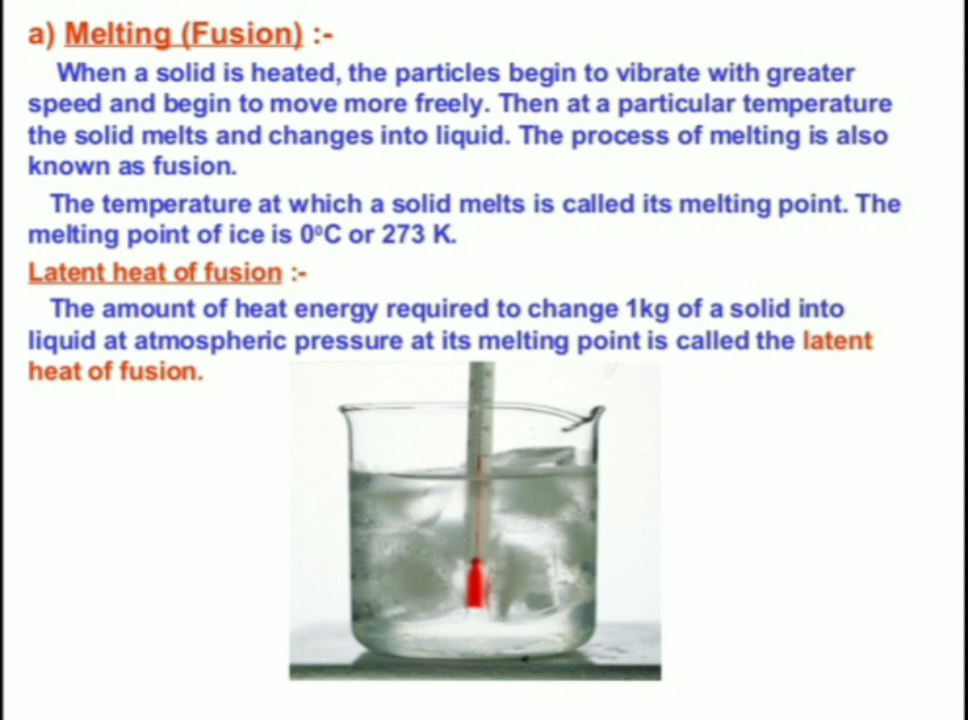 a) Melting (Fusion) :-
When a solid is heated, the particles begin to vibrate with greater
speed and begin to move more freely. Then at a particular temperature
the solid melts and changes into liquid. The process of melting is also
known as fusion.
The temperature at which a solid melts is called its melting point. The
melting point of ice is 0⁰C or 273 K.
Latent heat of fusion :-
The amount of heat energy required to change 1kg of a solid into
liquid at atmospheric pressure at its melting point is called the latent
heat of fusion.